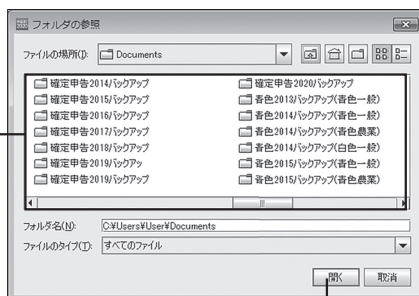 フォルダの参照
ファイルの場所(I): Documents
確定申告2014バックアップ
確定申告2015バックアップ
確定申告2016バックアップ
確定申告2017バックアップ
確定申告2018バックアップ
確定申告2019バックアッ
確定申告2019バックアップ
確定申告2020バックアップ
青色2013バックアップ(青色一般)
青色2014バックアップ(青色一般)
青色2014バックアップ(青色農業)
青色2014バックアップ(白色一般)
青色2015バックアップ(青色一般)
青色2015バックアップ(青色農業)
フォルダ名(N): C:¥Users¥User¥Documents
ファイルのタイプ(T): すべてのファイル
開く 取消